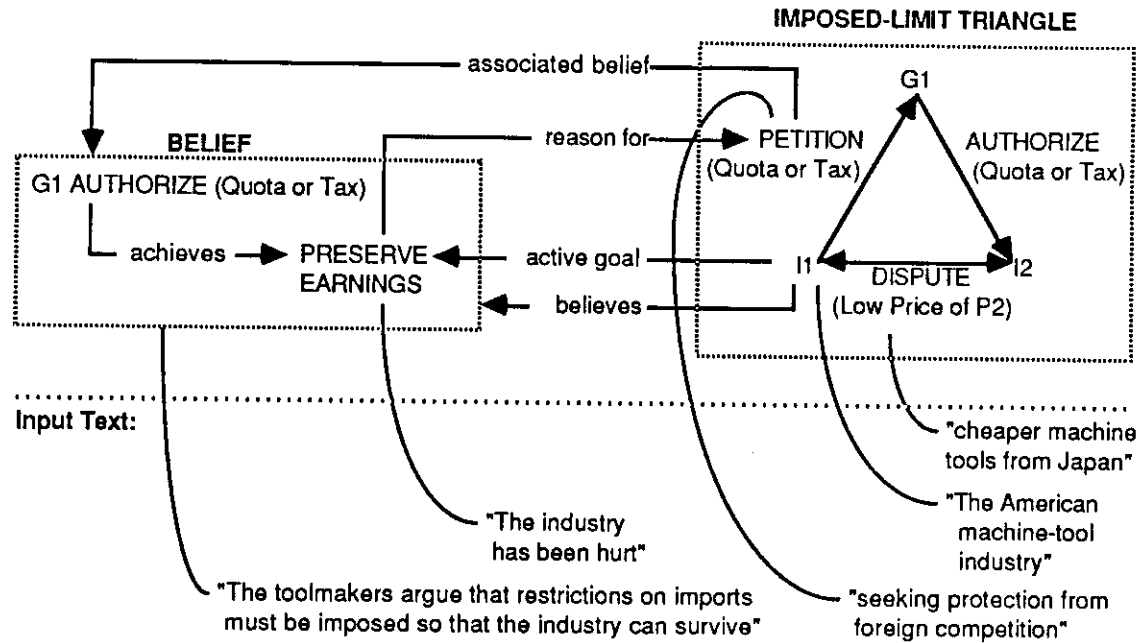 IMPOSED-LIMIT TRIANGLE
associated belief
G1
BELIEF
reason for
PETITION
(Quota or Tax)
AUTHORIZE
(Quota or Tax)
G1 AUTHORIZE (Quota or Tax)
achieves
PRESERVE
EARNINGS
active goal
I1
I2
DISPUTE
(Low Price of P2)
believes
Input Text:
"cheaper machine
tools from Japan"
"The American
machine-tool
industry"
"The industry
has been hurt"
"The toolmakers argue that restrictions on imports
must be imposed so that the industry can survive"
"seeking protection from
foreign competition"